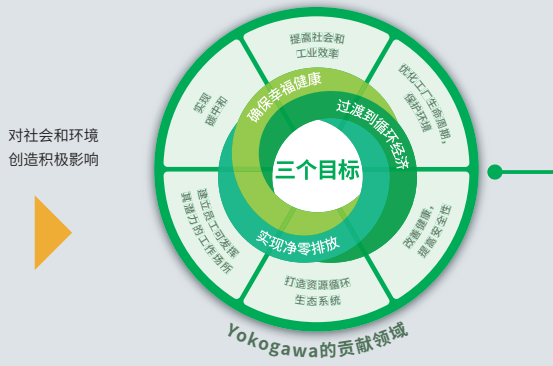 对社会和环境
创造积极影响
提高社会和
工业效率
优化工厂生命周期，
保护环境
改善健康，
提高安全性
打造资源循环
生态系统
建立员工可发挥
其潜力的工作场所
实现
碳中和
确保幸福健康
过渡到循环经济
实现净零排放
三个目标
Yokogawa的贡献领域